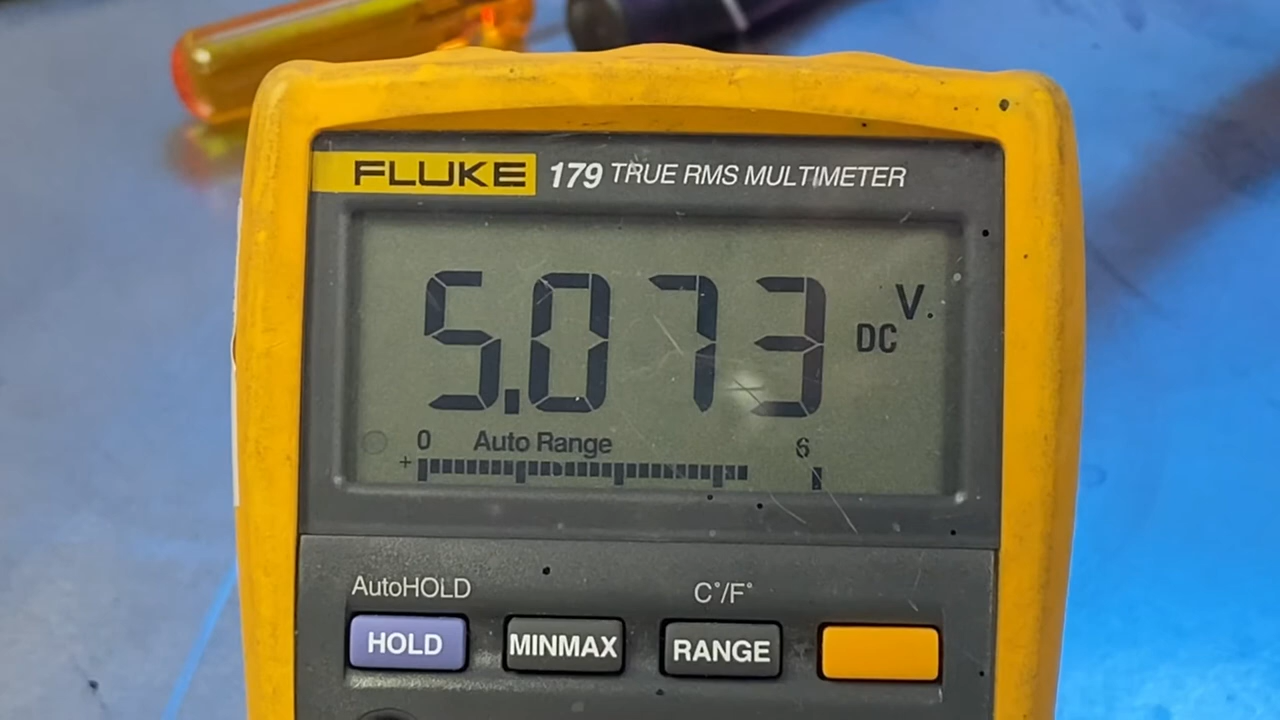 FLUKE 179 TRUE RMS MULTIMETER
5.073 DC V.
0 Auto Range 6
+
AutoHOLD C°/F°
HOLD MINMAX RANGE